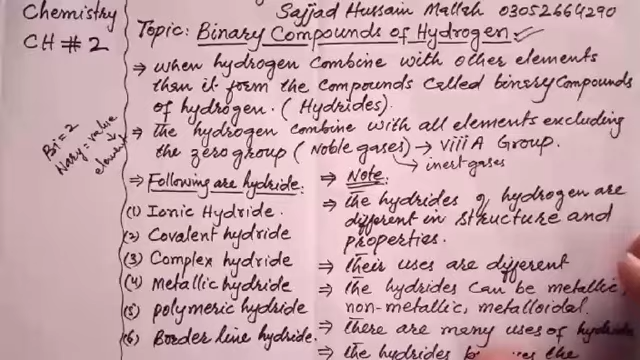 Chemistry
CH # 2
Sajjad Hussain Mallah 03052664290
Topic: Binary Compounds of Hydrogen
⇒ when hydrogen combine with other elements
than it form the compounds called binary compounds
of hydrogen. (Hydrides).
⇒ The hydrogen combine with all elements excluding
the zero group (Noble gases) → VIII A Group.
→ inert gases
Bi = 2
Nary = value
↓
element
⇒ Following are hydride.
(1) Ionic Hydride.
(2) Covalent hydride
(3) Complex hydride
(4) Metallic hydride
(5) polymeric hydride
(6) Border line hydride.
⇒ Note:
⇒ The hydrides of hydrogen are
different in structure and
properties.
⇒ Their uses are different
⇒ The hydrides can be metallic,
non-metallic, metalloidal.
⇒ There are many uses of hydrides
⇒ the hydrides the